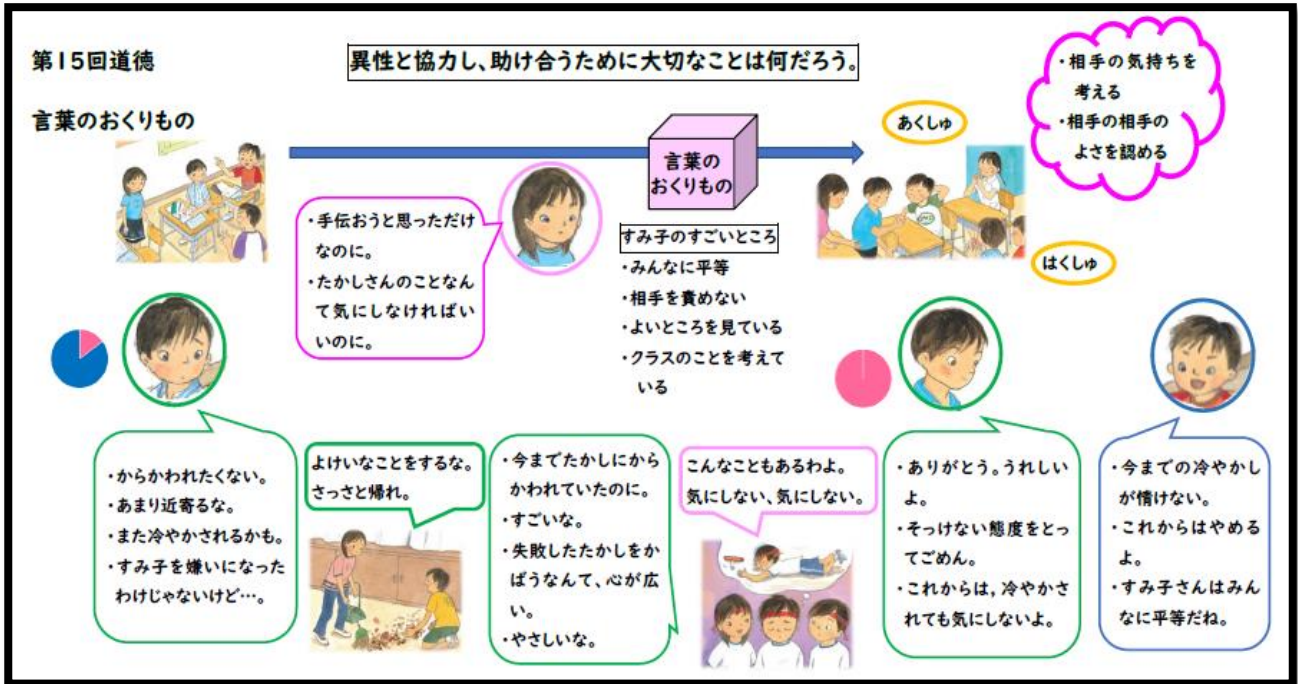 第15回道徳
異性と協力し、助け合うために大切なことは何だろう。
・相手の気持ちを
考える
・相手の相手の
よさを認める
言葉のおくりもの
あくしゅ
言葉の
おくりもの
・手伝おうと思っただけ
なのに。
・たかしさんのことなん
て気にしなければい
いのに。
すみ子のすごいところ
・みんなに平等
・相手を責めない
・よいところを見ている
・クラスのことを考えて
いる
はくしゅ
・からかわれたくない。
・あまり近寄るな。
・また冷やかされるかも。
・すみ子を嫌いになった
わけじゃないけど…。
よけいなことをするな。
さっさと帰れ。
・今までたかしにから
かわれていたのに。
・すごいな。
・失敗したたかしをか
ばうなんて、心が広
い。
・やさしいな。
こんなこともあるわよ。
気にしない、気にしない。
・ありがとう。うれしい
よ。
・そっけない態度をとっ
てごめん。
・これからは,冷やかさ
れても気にしないよ。
・今までの冷やかし
が情けない。
・これからはやめる
よ。
・すみ子さんはみん
なに平等だね。